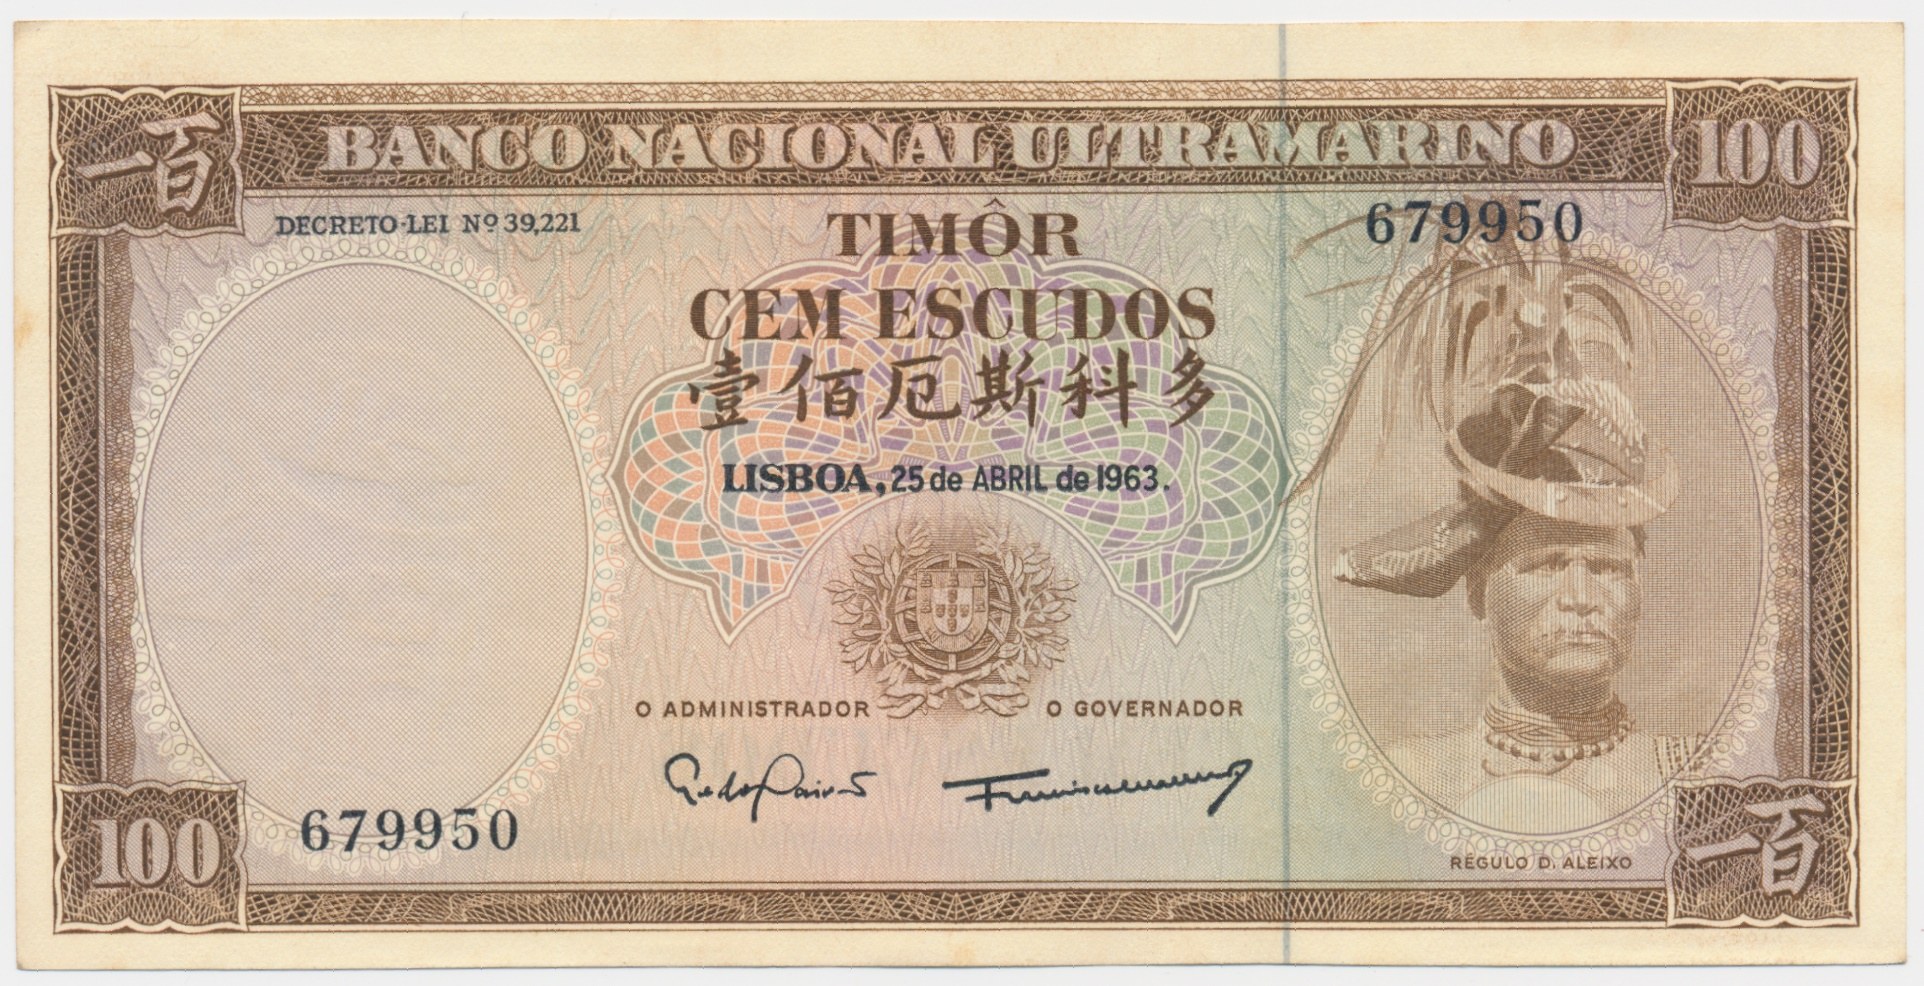 一百
BANCO NACIONAL ULTRAMARINO
100
DECRETO-LEI Nº 39,221
TIMÔR
679950
CEM ESCUDOS
壹佰厄斯科多
LISBOA, 25 de ABRIL de 1963.
O ADMINISTRADOR
O GOVERNADOR
679950
100
RÉGULO D. ALEIXO
一百